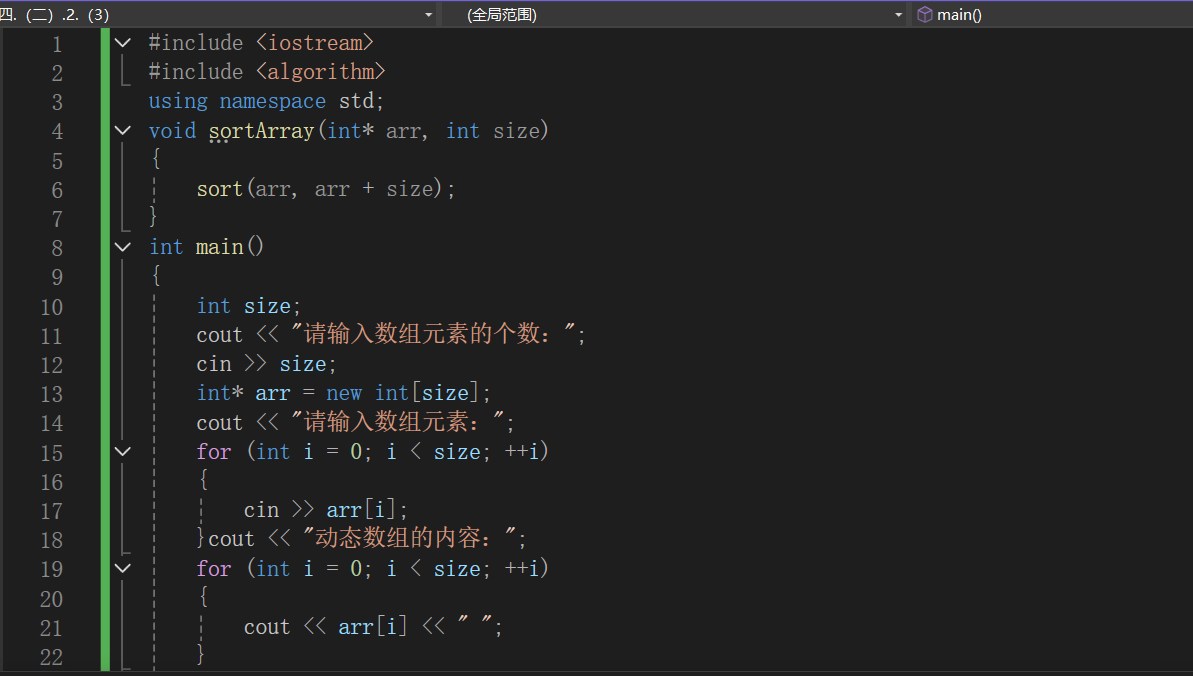 四. (二) .2. (3) (全局范围) main()
1 #include <iostream>
2 #include <algorithm>
3 using namespace std;
4 void sortArray(int* arr, int size)
5 {
6 sort(arr, arr + size);
7 }
8 int main()
9 {
10 int size;
11 cout << "请输入数组元素的个数：";
12 cin >> size;
13 int* arr = new int[size];
14 cout << "请输入数组元素：";
15 for (int i = 0; i < size; ++i)
16 {
17 cin >> arr[i];
18 }cout << "动态数组的内容：";
19 for (int i = 0; i < size; ++i)
20 {
21 cout << arr[i] << " ";
22 }